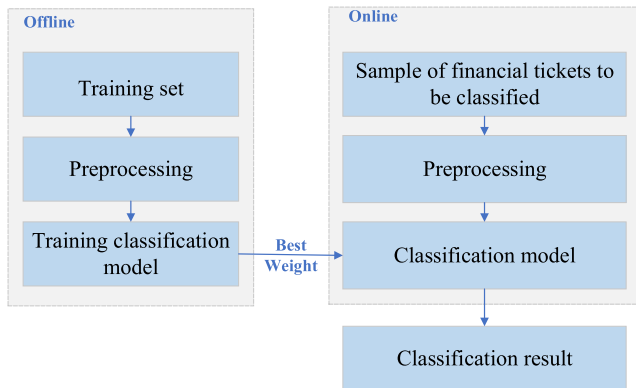 Offline
Training set
Preprocessing
Training classification
model
Best
Weight
Online
Sample of financial tickets to
be classified
Preprocessing
Classification model
Classification result